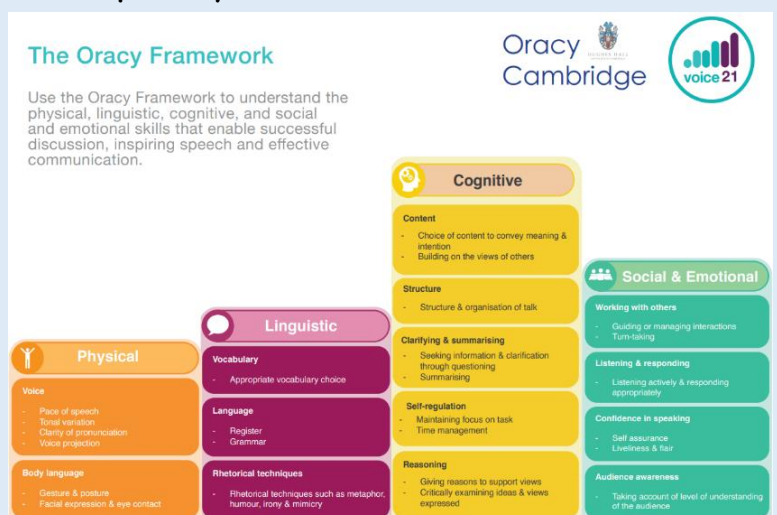 The Oracy Framework
Use the Oracy Framework to understand the
physical, linguistic, cognitive, and social
and emotional skills that enable successful
discussion, inspiring speech and effective
communication.
Oracy
Cambridge
voice 21
Physical
Voice
- Pace of speech
- Tonal variation
- Clarity of pronunciation
- Voice projection
Body language
- Gesture & posture
- Facial expression & eye contact
Linguistic
Vocabulary
- Appropriate vocabulary choice
Language
- Register
- Grammar
Rhetorical techniques
- Rhetorical techniques such as metaphor,
humour, irony & mimicry
Cognitive
Content
- Choice of content to convey meaning &
intention
- Building on the views of others
Structure
- Structure & organisation of talk
Clarifying & summarising
- Seeking information & clarification
through questioning
- Summarising
Self-regulation
- Maintaining focus on task
- Time management
Reasoning
- Giving reasons to support views
- Critically examining ideas & views
expressed
Social & Emotional
Working with others
- Guiding or managing interactions
- Turn-taking
Listening & responding
- Listening actively & responding
appropriately
Confidence in speaking
- Self assurance
- Liveliness & flair
Audience awareness
- Taking account of level of understanding
of the audience